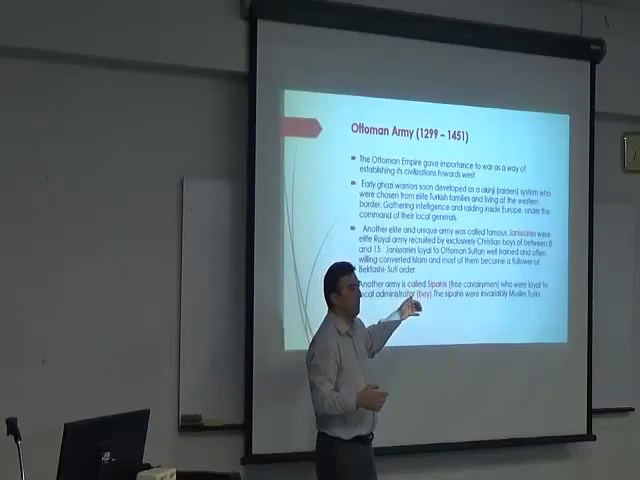 Ottoman Army (1299 – 1451)
The Ottoman Empire gave importance to war as a way of
establishing its civilizations towards west
Early ghazi warriors soon developed as a akinji (raiders) system who
were chosen from elite Turkish families and living at the western
border. Gathering intelligence and raiding inside Europe, under the
command of their local generals
Another elite and unique army was called famous Janissaries were
elite Royal army recruited by exclusively Christian boys of between 8
and 15. Janissaries loyal to Ottoman Sultan well trained and often
willing converted Islam and most of them became a follower of
Bektashi- Sufi order
Another army is called Sipahis (free cavalrymen) who were loyal to
local administrator (bey) The sipahis were invariably Muslim Turks.